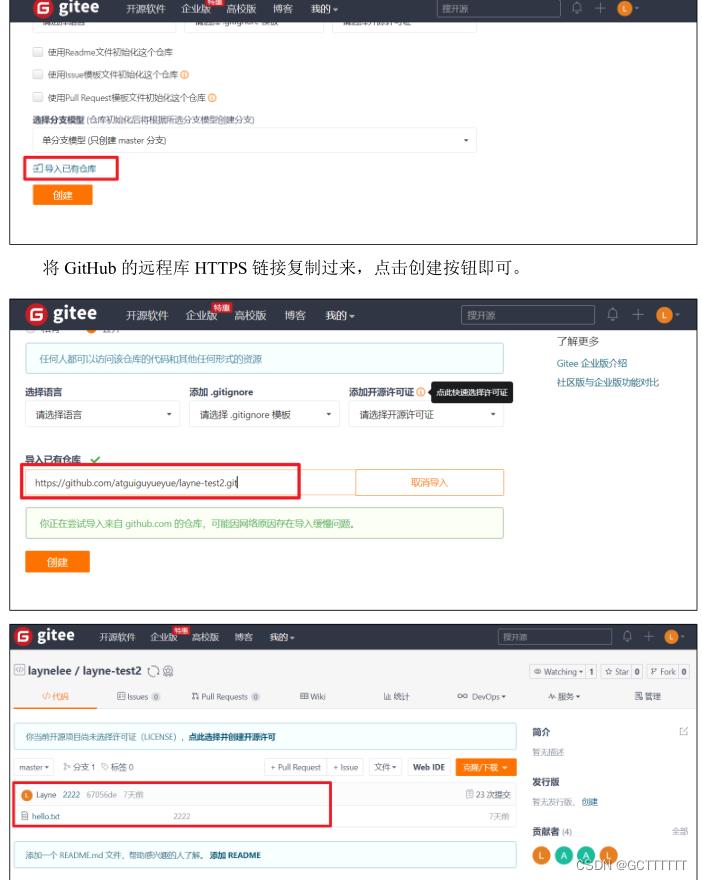 gitee 开源软件 企业版 特惠 高校版 博客 我的 搜开源 L
使用Readme文件初始化这个仓库
使用Issue模板文件初始化这个仓库
使用Pull Request模板文件初始化这个仓库
选择分支模型 (仓库初始化后将根据所选分支模型创建分支)
单分支模型 (只创建 master 分支)
导入已有仓库
创建
将 GitHub 的远程库 HTTPS 链接复制过来，点击创建按钮即可。
gitee 开源软件 企业版 特惠 高校版 博客 我的 搜开源 L
了解更多
任何人都可以访问该仓库的代码和其他任何形式的资源
Gitee 企业版介绍
社区版与企业版功能对比
选择语言 添加 .gitignore 添加开源许可证 点此快速选择许可证
请选择语言 请选择 .gitignore 模板 请选择开源许可证
导入已有仓库
https://github.com/atguiguyueyue/layne-test2.git 取消导入
你正在尝试导入来自 github.com 的仓库，可能因网络原因存在导入缓慢问题。
创建
gitee 开源软件 企业版 特惠 高校版 博客 我的 搜开源 L
laynelee / layne-test2 Watching 1 Star 0 Fork 0
代码 Issues 0 Pull Requests 0 Wiki 统计 DevOps 服务 管理
你当前开源项目尚未选择许可证（LICENSE），点此选择并创建开源许可
简介
暂无描述
master 分支 1 标签 0 + Pull Request + Issue 文件 Web IDE 克隆/下载
发行版
L Layne 2222 67056de 7天前 23 次提交
暂无发行版，创建
hello.txt 2222 7天前
贡献者 (4) 全部
添加一个 README.md 文件，帮助感兴趣的人了解。 添加 README
L A A L
CSDN @GCTTTTTT